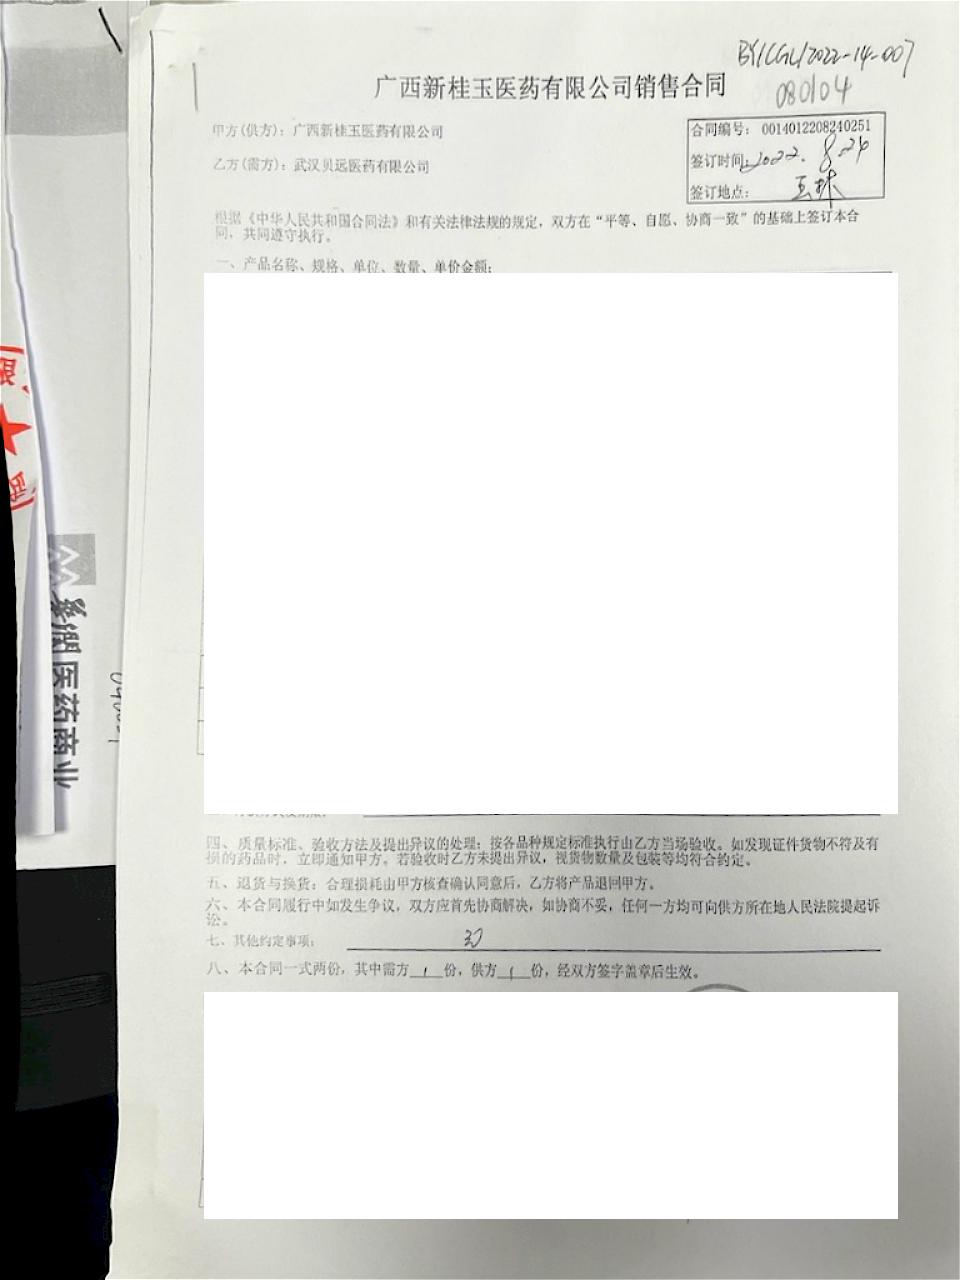 BY/CGL/2022-14-007
080104
广西新桂玉医药有限公司销售合同
甲方(供方): 广西新桂玉医药有限公司
乙方(需方): 武汉贝远医药有限公司
合同编号: 0014012208240251
签订时间: 2022.8.24
签订地点:
根据《中华人民共和国合同法》和有关法律法规的规定，双方在“平等、自愿、协商一致”的基础上签订本合
同，共同遵守执行。
一、产品名称、规格、单位、数量、单价金额:
四、质量标准、验收方法及提出异议的处理: 按各品种规定标准执行由乙方当场验收。如发现证件货物不符及有
损的药品时，立即通知甲方。若验收时乙方未提出异议，视货物数量及包装等均符合约定。
五、退货与换货: 合理损耗由甲方核查确认同意后，乙方将产品退回甲方。
六、本合同履行中如发生争议，双方应首先协商解决，如协商不妥，任何一方均可向供方所在地人民法院提起诉
讼。
七、其他约定事项:
八、本合同一式两份，其中需方 1 份，供方 1 份，经双方签字盖章后生效。
医药商业